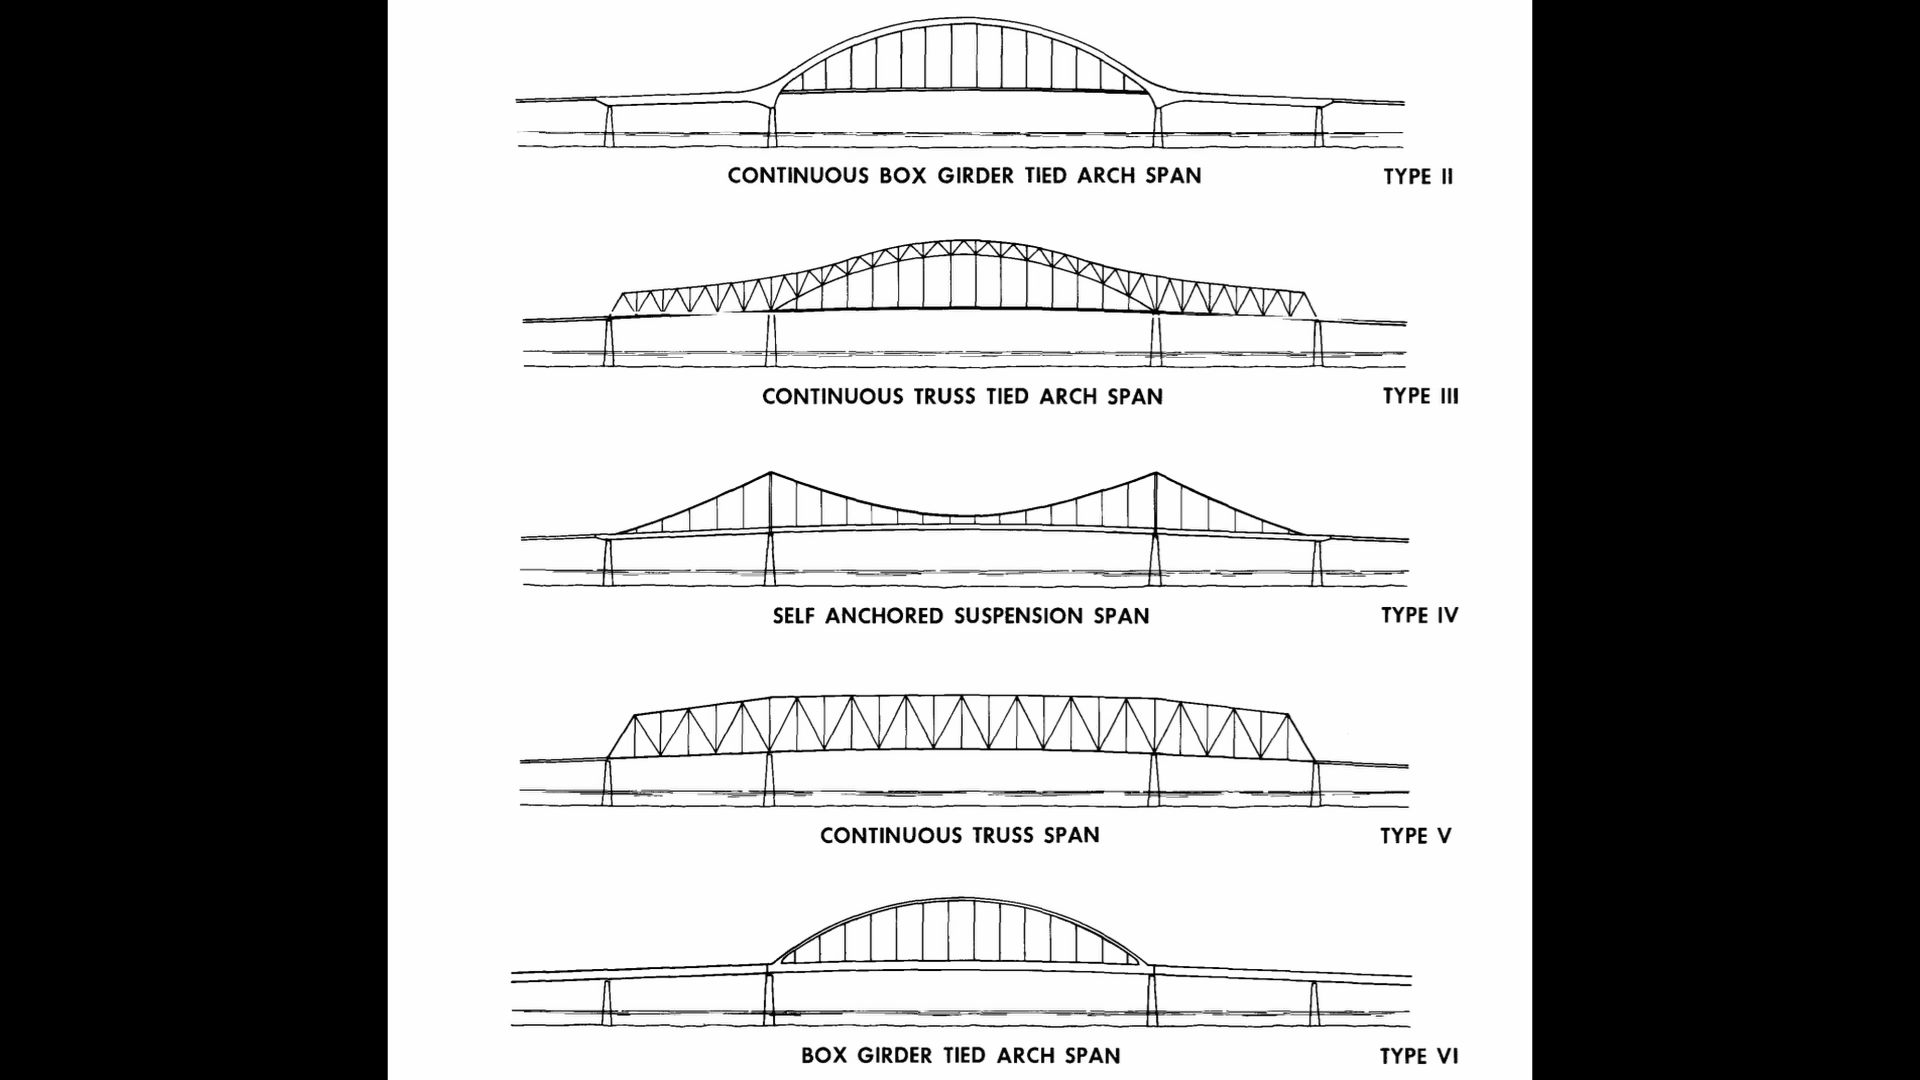 CONTINUOUS BOX GIRDER TIED ARCH SPAN TYPE II
CONTINUOUS TRUSS TIED ARCH SPAN TYPE III
SELF ANCHORED SUSPENSION SPAN TYPE IV
CONTINUOUS TRUSS SPAN TYPE V
BOX GIRDER TIED ARCH SPAN TYPE VI